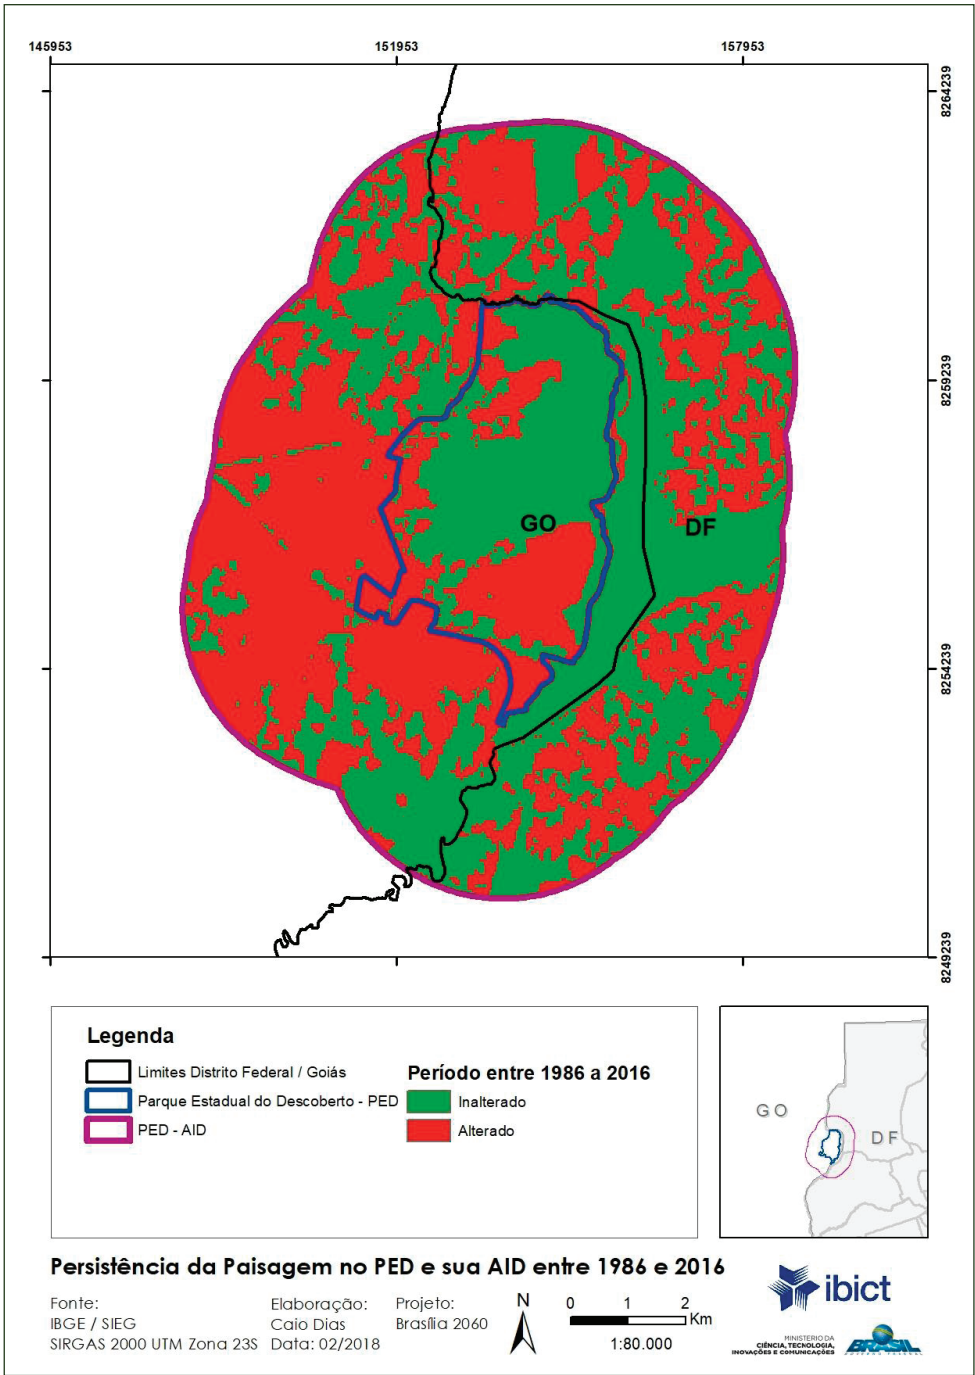 145953
151953
157953
8264239
8259239
GO
DF
8254239
8249239
Legenda
Limites Distrito Federal / Goiás
Parque Estadual do Descoberto - PED
PED - AID
Período entre 1986 a 2016
Inalterado
Alterado
GO
DF
Persistência da Paisagem no PED e sua AID entre 1986 e 2016
Fonte:
IBGE / SIEG
SIRGAS 2000 UTM Zona 23S
Elaboração:
Caio Dias
Data: 02/2018
Projeto:
Brasília 2060
N
0 1 2
Km
1:80.000
ibict
MINISTÉRIO DA
CIÊNCIA, TECNOLOGIA,
INOVAÇÕES E COMUNICAÇÕES
BRASIL
GOVERNO FEDERAL